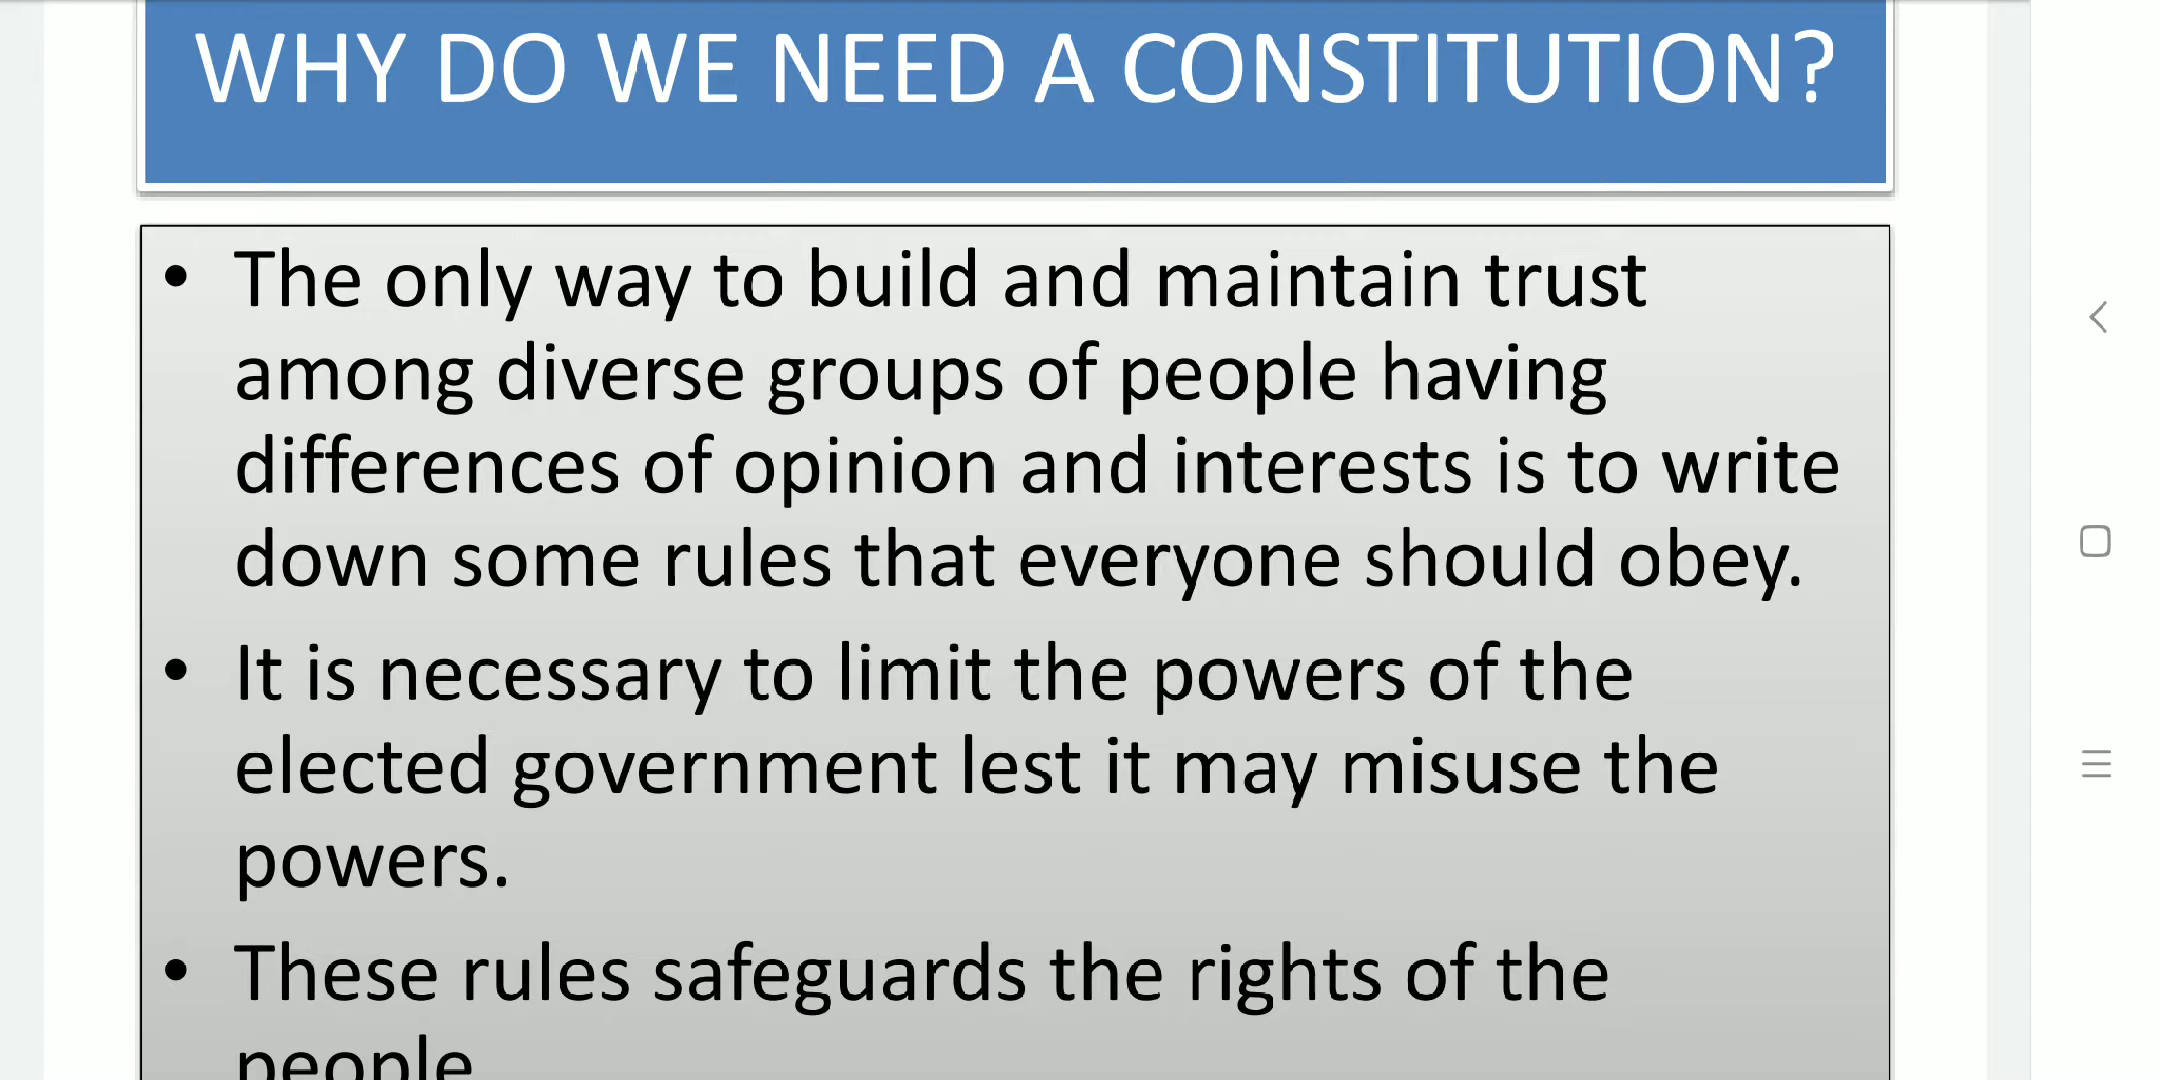 WHY DO WE NEED A CONSTITUTION?
• The only way to build and maintain trust
among diverse groups of people having
differences of opinion and interests is to write
down some rules that everyone should obey.
• It is necessary to limit the powers of the
elected government lest it may misuse the
powers.
• These rules safeguards the rights of the
people